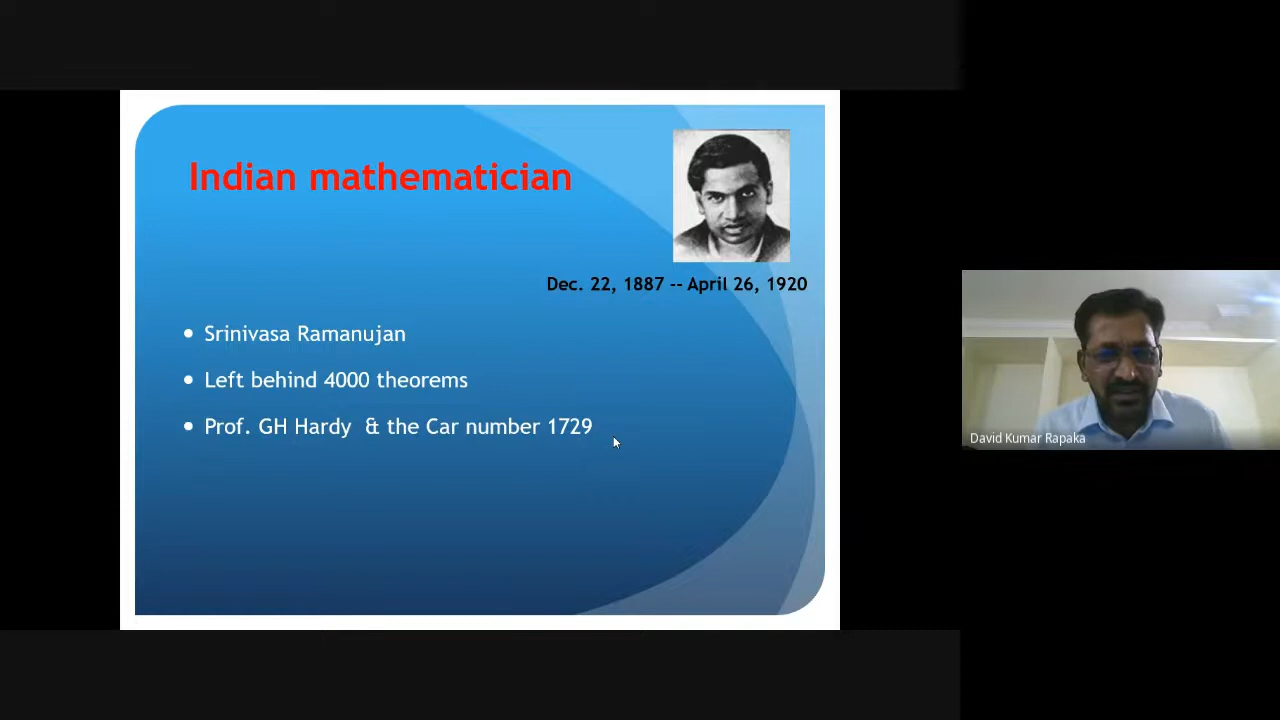 Indian mathematician
Dec. 22, 1887 -- April 26, 1920
Srinivasa Ramanujan
Left behind 4000 theorems
Prof. GH Hardy & the Car number 1729
David Kumar Rapaka